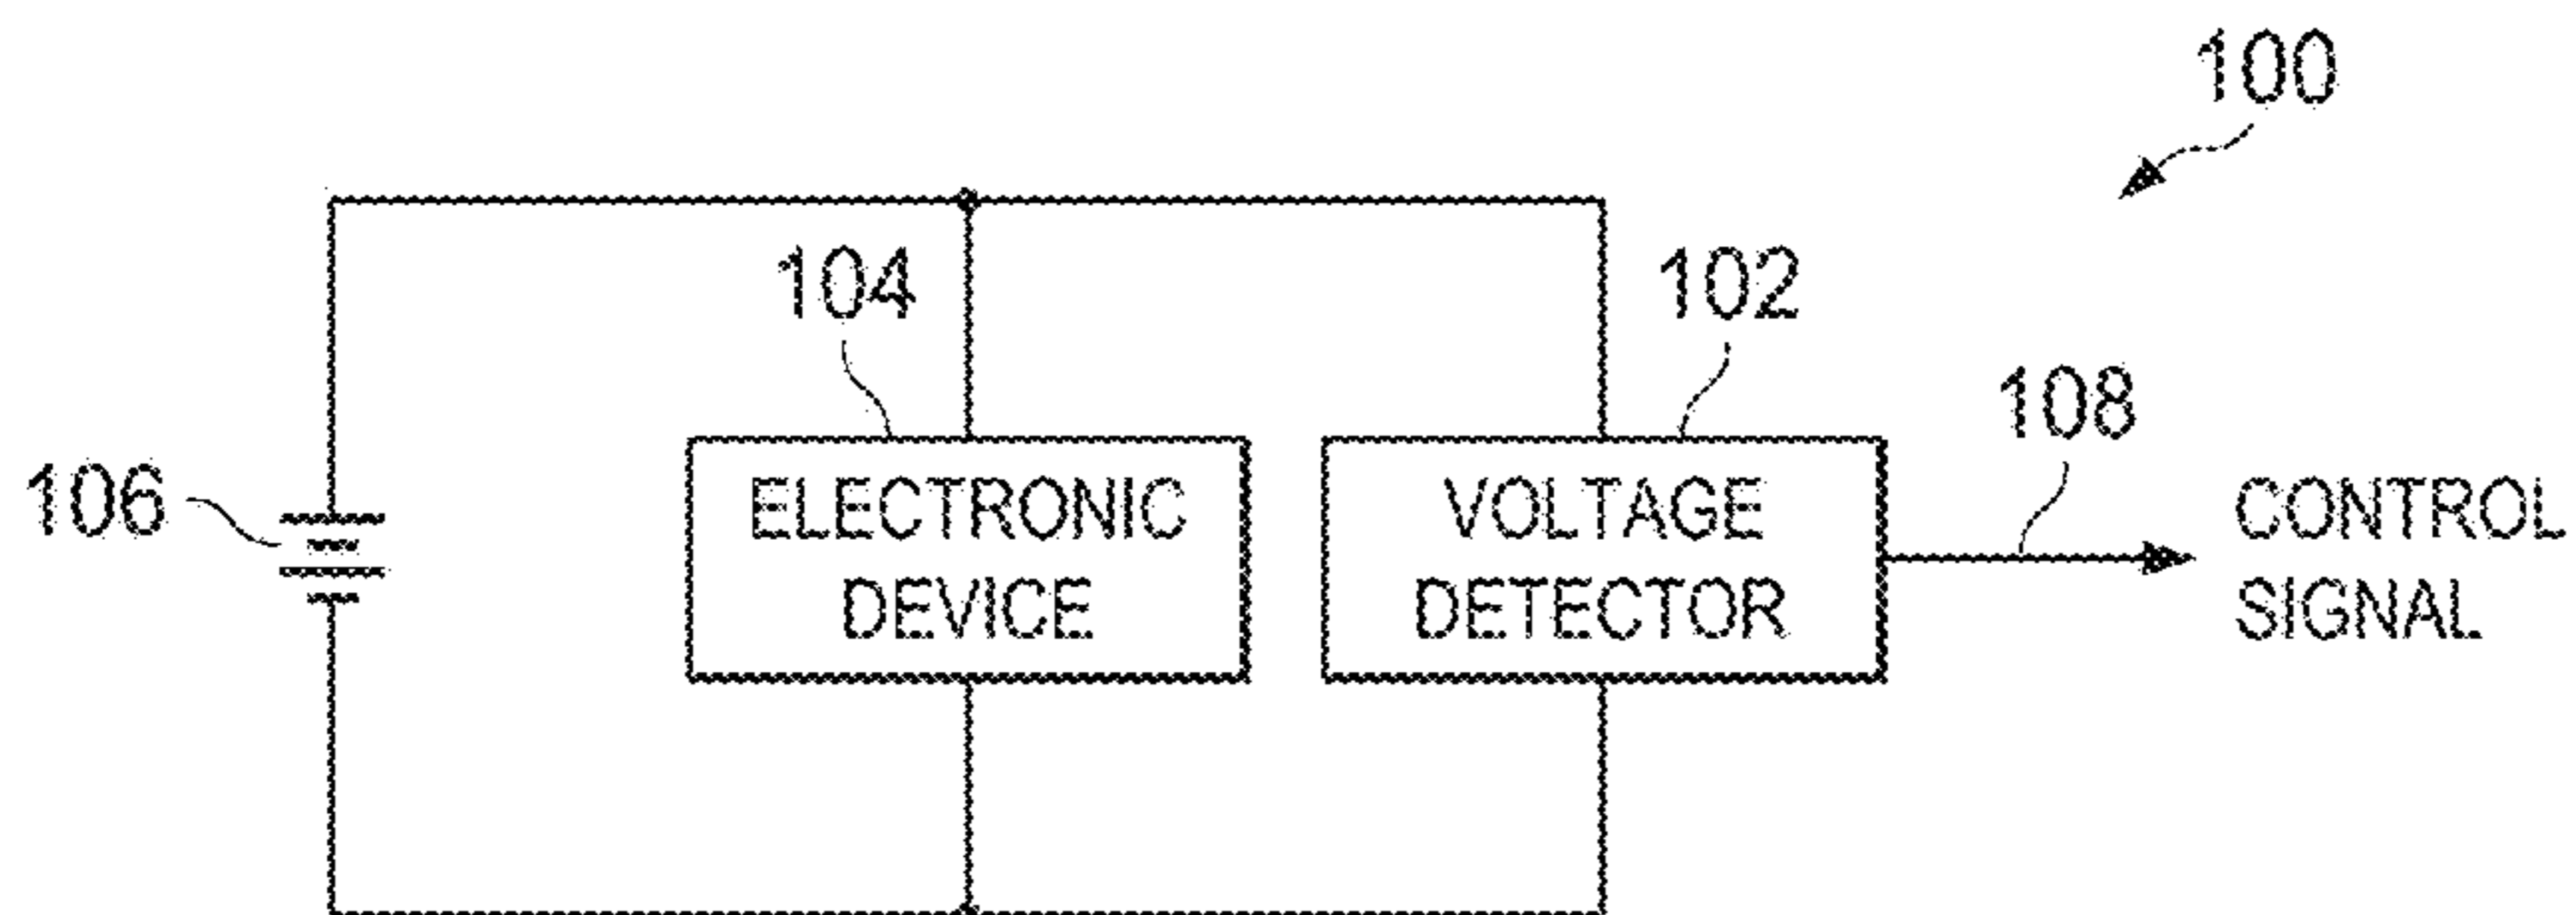 100
104
102
108
106
ELECTRONIC
DEVICE
VOLTAGE
DETECTOR
CONTROL
SIGNAL